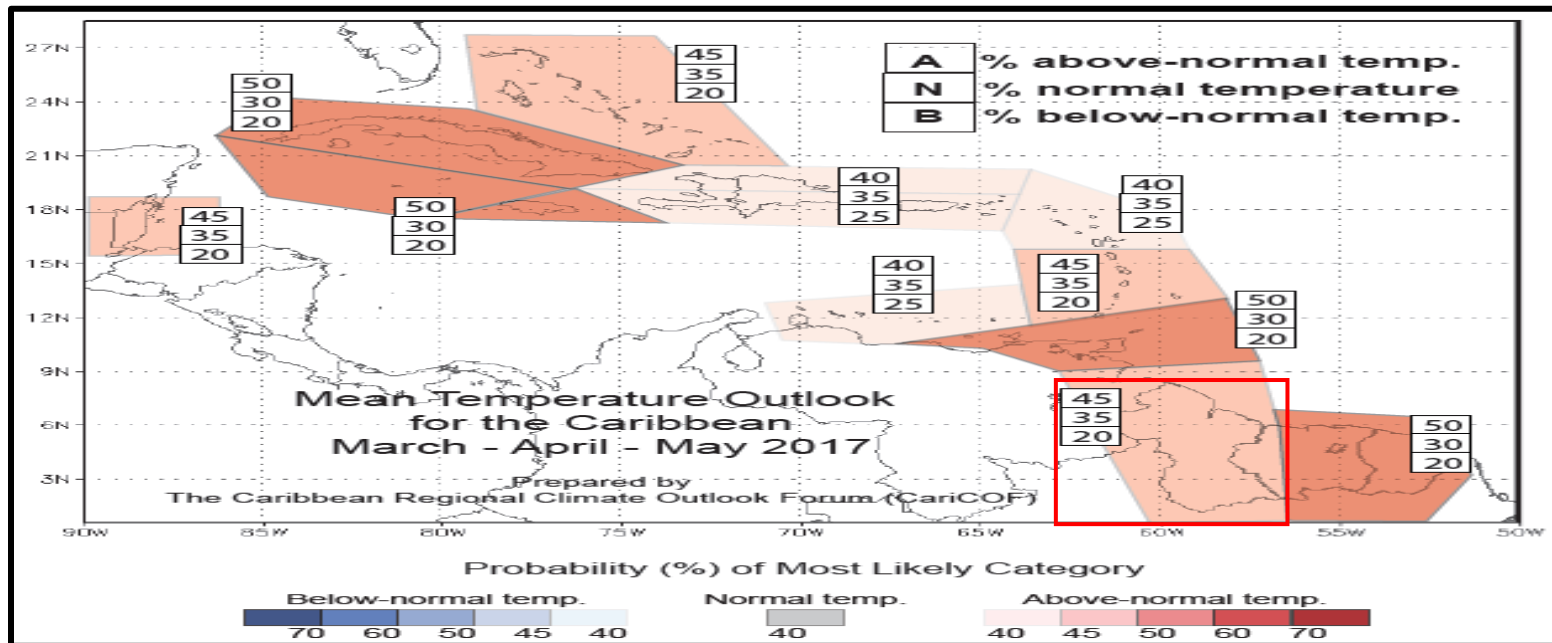 A % above-normal temp.
N % normal temperature
B % below-normal temp.
27N
24N
21N
18N
15N
12N
9N
6N
3N
45
35
20
50
30
20
40
35
25
40
35
25
45
35
20
50
30
20
40
35
25
45
35
20
50
30
20
45
35
20
50
30
20
Mean Temperature Outlook
for the Caribbean
March - April - May 2017
Prepared by
The Caribbean Regional Climate Outlook Forum (CariCOF)
90W 85W 80W 75W 70W 65W 60W 55W 50W
Probability (%) of Most Likely Category
Below-normal temp. Normal temp. Above-normal temp.
70 60 50 45 40 40 40 45 50 60 70